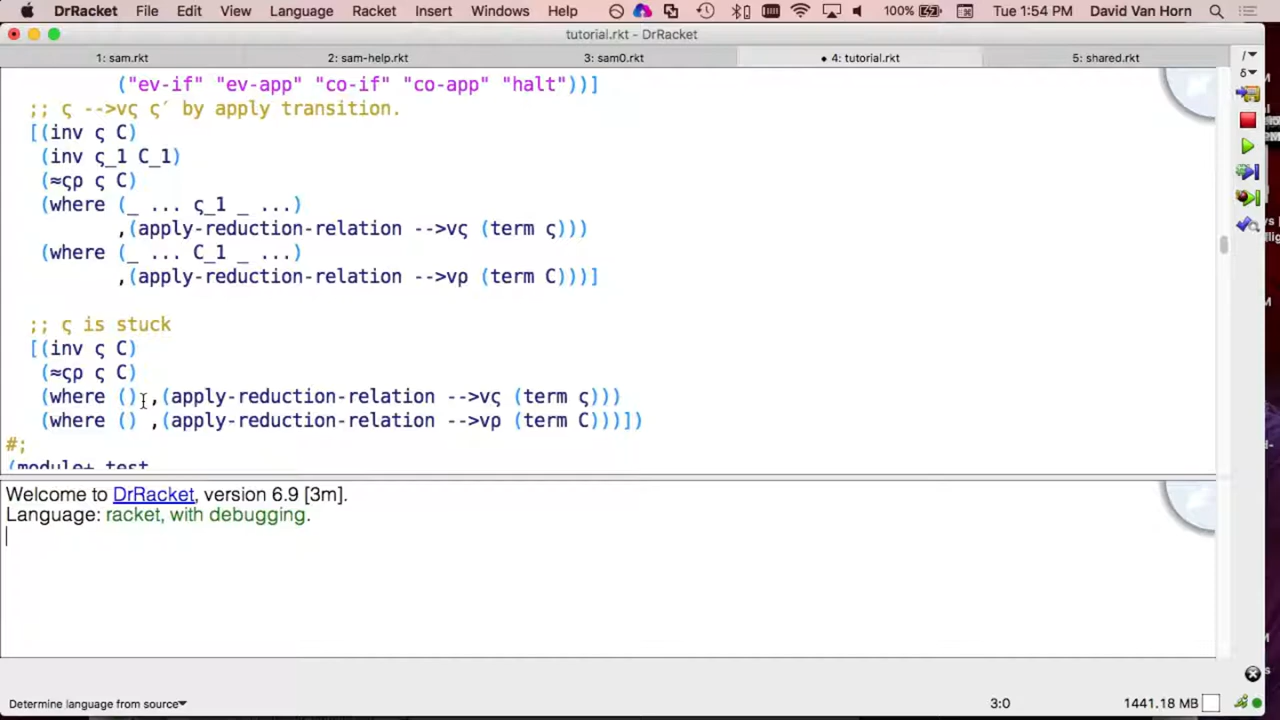 DrRacket File Edit View Language Racket Insert Windows Help 100% Tue 1:54 PM David Van Horn
tutorial.rkt - DrRacket
1: sam.rkt 2: sam-help.rkt 3: sam0.rkt • 4: tutorial.rkt 5: shared.rkt
("ev-if" "ev-app" "co-if" "co-app" "halt"))]
;; ς -->vς ς′ by apply transition.
[(inv ς C)
(inv ς_1 C_1)
(≈ςρ ς C)
(where (_ ... ς_1 _ ...)
,(apply-reduction-relation -->vς (term ς)))
(where (_ ... C_1 _ ...)
,(apply-reduction-relation -->vρ (term C)))]
;; ς is stuck
[(inv ς C)
(≈ςρ ς C)
(where () ,(apply-reduction-relation -->vς (term ς)))
(where () ,(apply-reduction-relation -->vρ (term C)))])
#;
(module+ test
Welcome to DrRacket, version 6.9 [3m].
Language: racket, with debugging.
Determine language from source 3:0 1441.18 MB